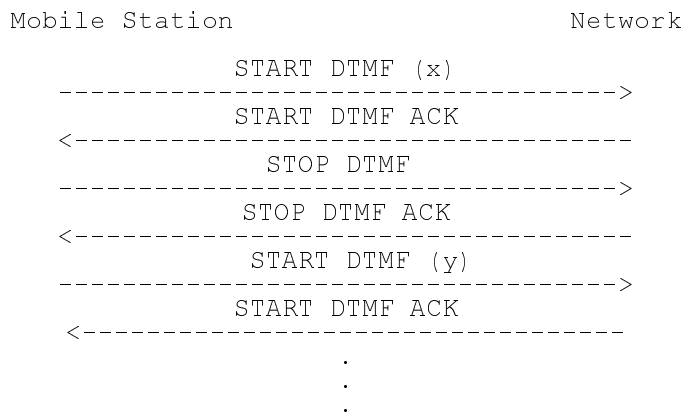 Mobile Station Network
START DTMF (x)
----------------------------------->
START DTMF ACK
<-----------------------------------
STOP DTMF
----------------------------------->
STOP DTMF ACK
<-----------------------------------
START DTMF (y)
----------------------------------->
START DTMF ACK
<----------------------------------
.
.
.